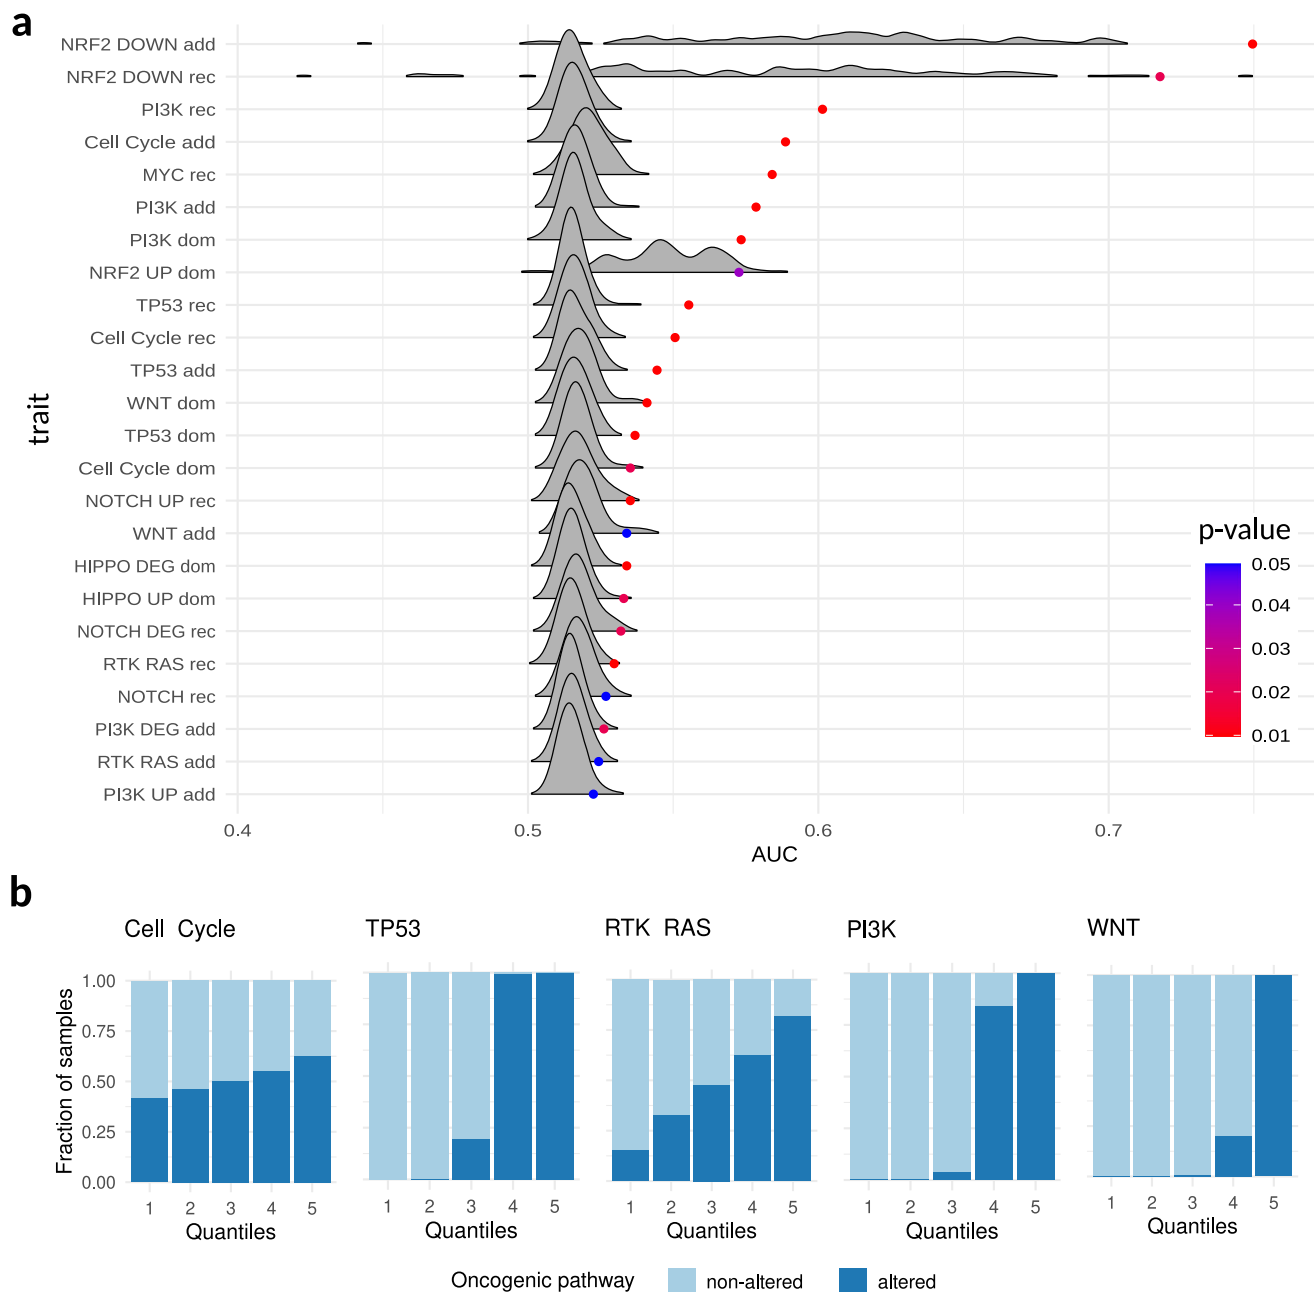 a
NRF2 DOWN add
NRF2 DOWN rec
PI3K rec
Cell Cycle add
MYC rec
PI3K add
PI3K dom
NRF2 UP dom
TP53 rec
Cell Cycle rec
TP53 add
WNT dom
TP53 dom
Cell Cycle dom
NOTCH UP rec
WNT add
HIPPO DEG dom
HIPPO UP dom
NOTCH DEG rec
RTK RAS rec
NOTCH rec
PI3K DEG add
RTK RAS add
PI3K UP add
trait
0.4 0.5 0.6 0.7
AUC
p-value
0.05
0.04
0.03
0.02
0.01
b
Cell Cycle TP53 RTK RAS PI3K WNT
Fraction of samples
1.00
0.75
0.50
0.25
0.00
1 2 3 4 5 1 2 3 4 5 1 2 3 4 5 1 2 3 4 5 1 2 3 4 5
Quantiles Quantiles Quantiles Quantiles Quantiles
Oncogenic pathway non-altered altered